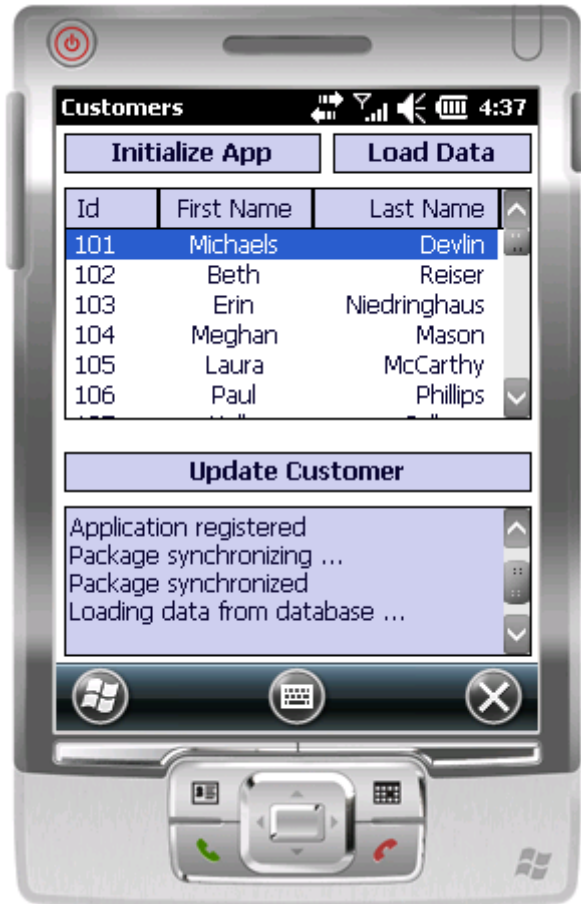 Customers 4:37
Initialize App Load Data
Id First Name Last Name
101 Michaels Devlin
102 Beth Reiser
103 Erin Niedringhaus
104 Meghan Mason
105 Laura McCarthy
106 Paul Phillips
Update Customer
Application registered
Package synchronizing ...
Package synchronized
Loading data from database ...